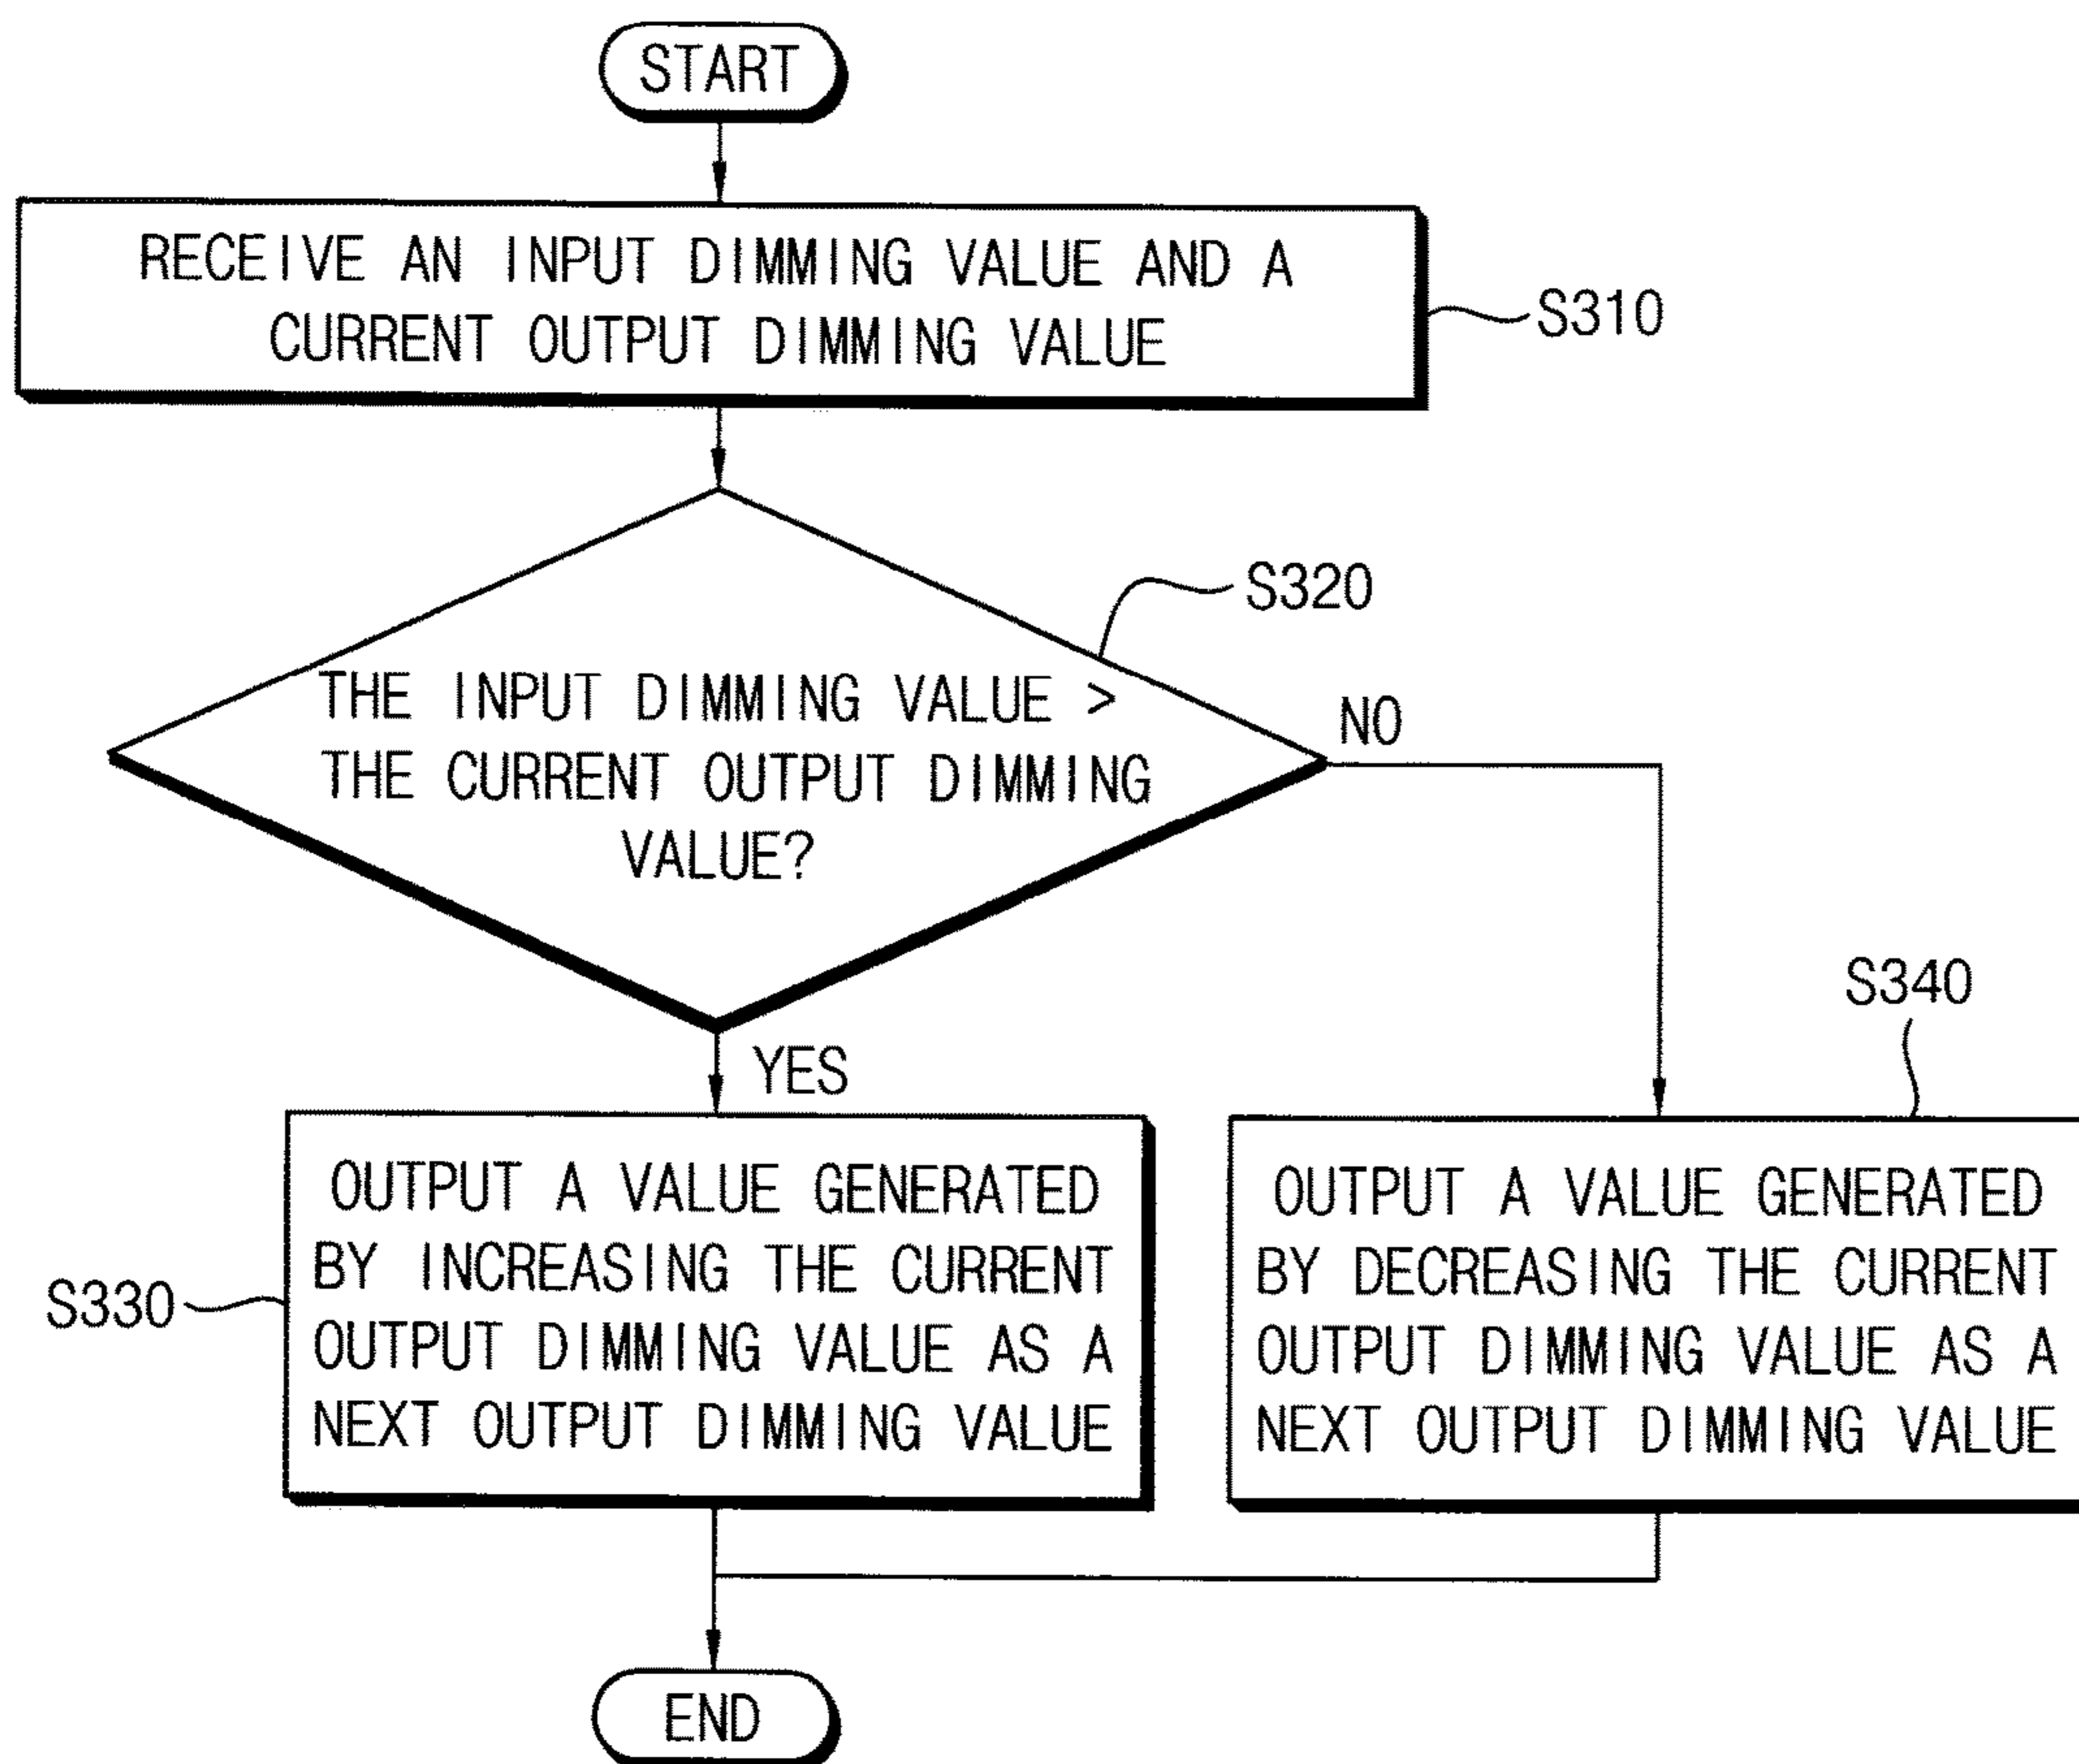 START
RECEIVE AN INPUT DIMMING VALUE AND A
CURRENT OUTPUT DIMMING VALUE
S310
S320
THE INPUT DIMMING VALUE >
THE CURRENT OUTPUT DIMMING
VALUE?
NO
YES
S340
S330
OUTPUT A VALUE GENERATED
BY INCREASING THE CURRENT
OUTPUT DIMMING VALUE AS A
NEXT OUTPUT DIMMING VALUE
OUTPUT A VALUE GENERATED
BY DECREASING THE CURRENT
OUTPUT DIMMING VALUE AS A
NEXT OUTPUT DIMMING VALUE
END